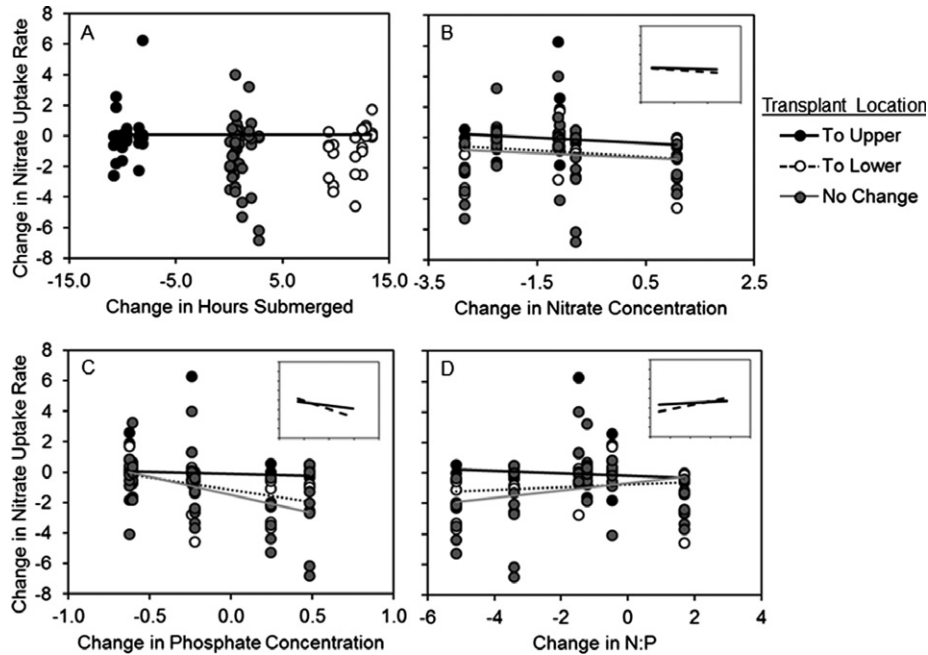 A
Change in Nitrate Uptake Rate
8
6
4
2
0
-2
-4
-6
-8
-15.0 -5.0 5.0 15.0
Change in Hours Submerged
B
-3.5 -1.5 0.5 2.5
Change in Nitrate Concentration
Transplant Location
To Upper
To Lower
No Change
C
Change in Nitrate Uptake Rate
8
6
4
2
0
-2
-4
-6
-8
-1.0 -0.5 0.0 0.5 1.0
Change in Phosphate Concentration
D
-6 -4 -2 0 2 4
Change in N:P